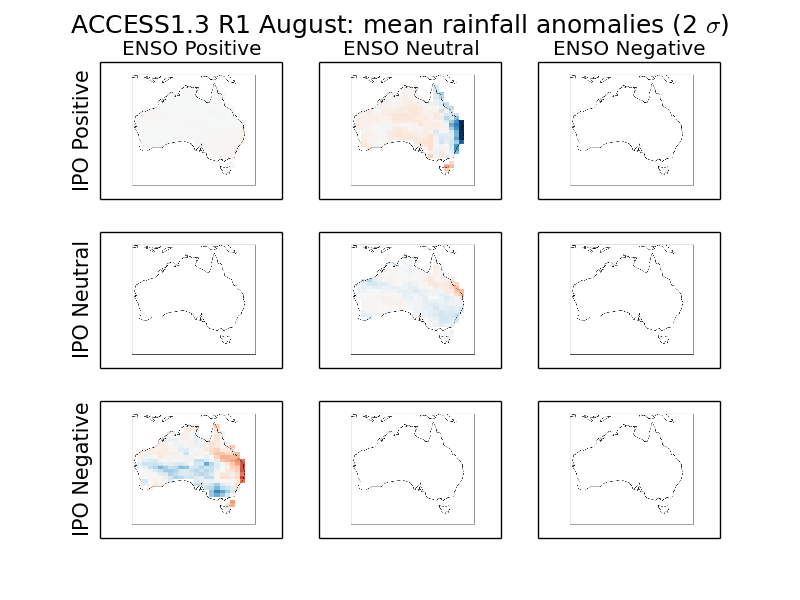 ACCESS1.3 R1 August: mean rainfall anomalies (2 σ)
ENSO Positive
ENSO Neutral
ENSO Negative
IPO Positive
IPO Neutral
IPO Negative